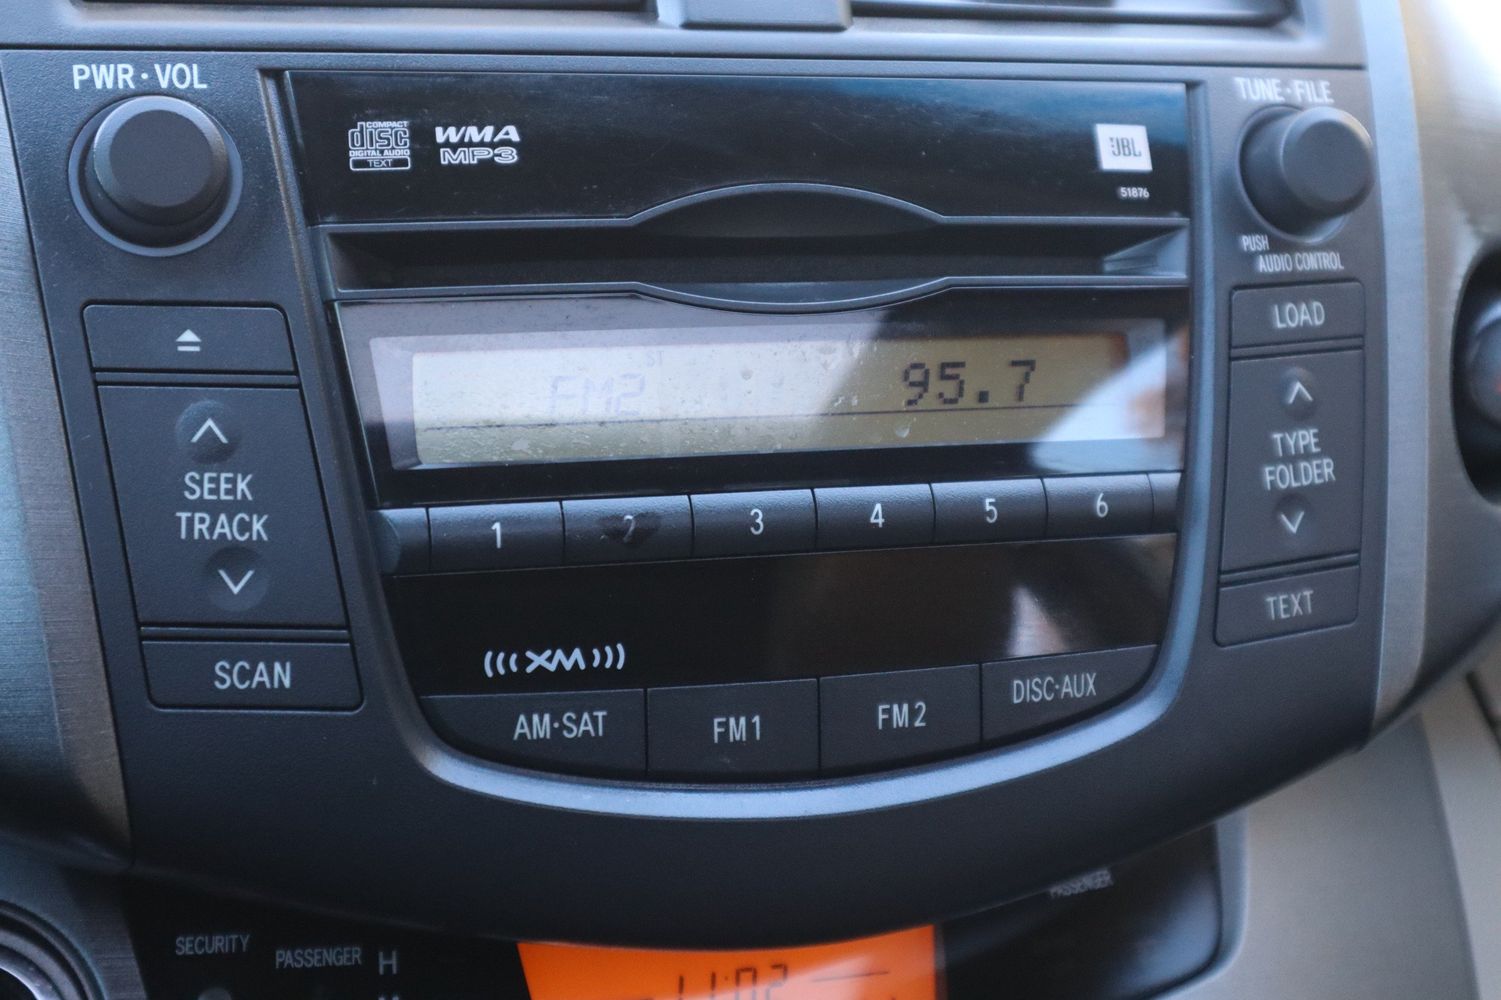 PWR·VOL
TUNE·FILE
COMPACT
disc
DIGITAL AUDIO
TEXT
WMA
MP3
JBL
51876
PUSH
AUDIO CONTROL
LOAD
ST
FM2
95.7
SEEK
TRACK
TYPE
FOLDER
1 2 3 4 5 6
TEXT
SCAN
XM
AM·SAT FM1 FM2 DISC·AUX
PASSENGER
SECURITY
PASSENGER
H
11:02